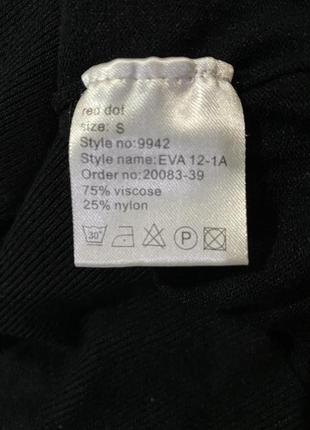 red dot
size: S
Style no:9942
Style name:EVA 12-1A
Order no:20083-39
75% viscose
25% nylon
30° P